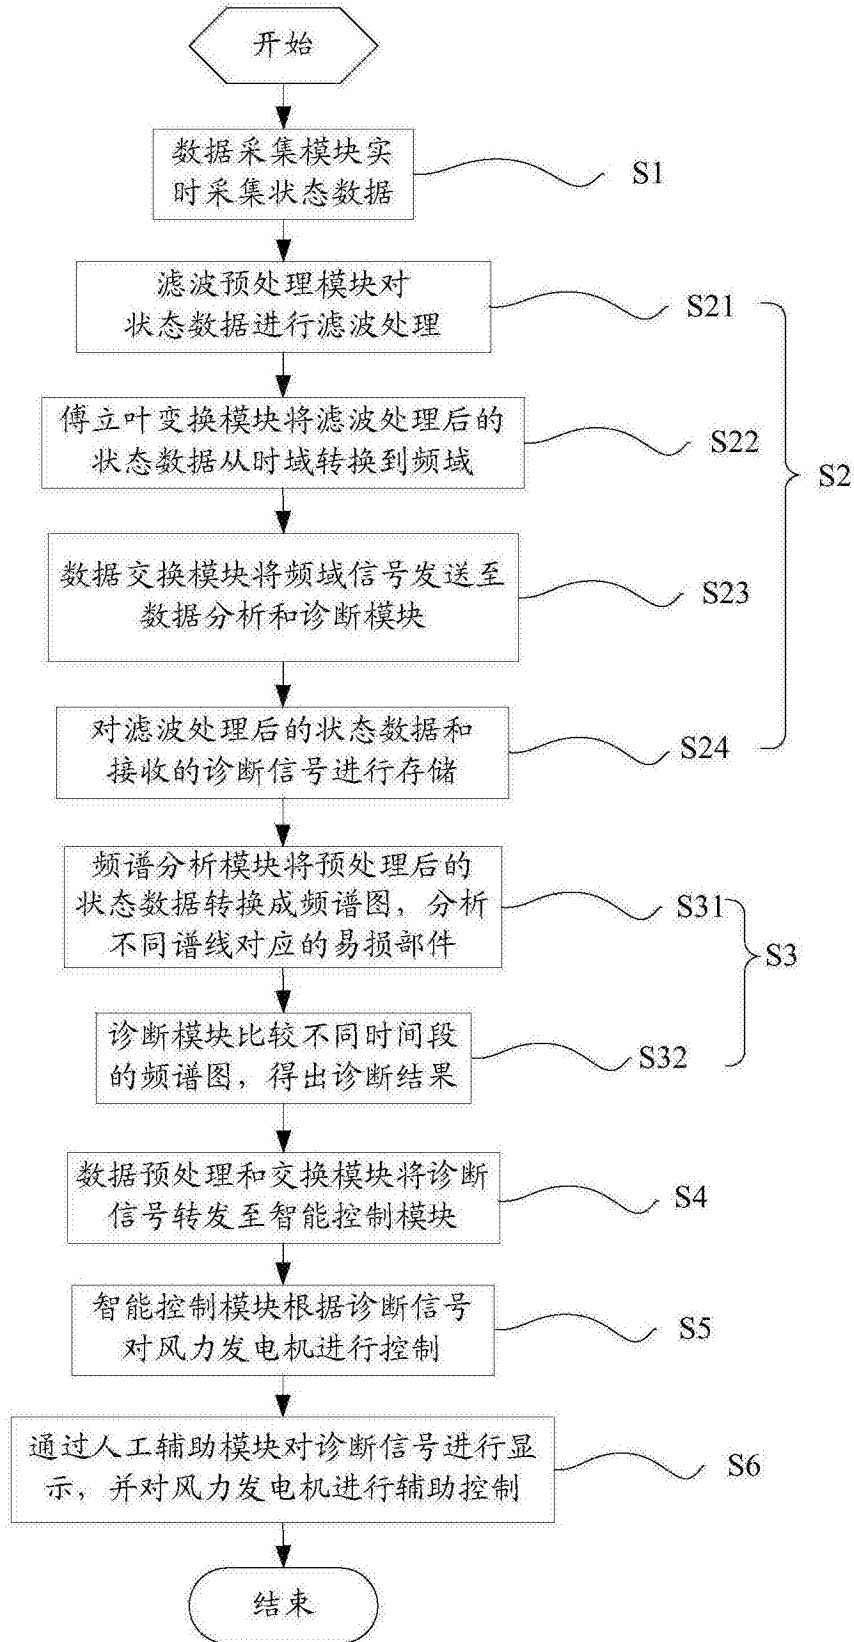 开始
数据采集模块实
时采集状态数据
S1
滤波预处理模块对
状态数据进行滤波处理
S21
傅立叶变换模块将滤波处理后的
状态数据从时域转换到频域
S22
S2
数据交换模块将频域信号发送至
数据分析和诊断模块
S23
对滤波处理后的状态数据和
接收的诊断信号进行存储
S24
频谱分析模块将预处理后的
状态数据转换成频谱图，分析
不同谱线对应的易损部件
S31
S3
诊断模块比较不同时间段
的频谱图，得出诊断结果
S32
数据预处理和交换模块将诊断
信号转发至智能控制模块
S4
智能控制模块根据诊断信号
对风力发电机进行控制
S5
通过人工辅助模块对诊断信号进行显
示，并对风力发电机进行辅助控制
S6
结束